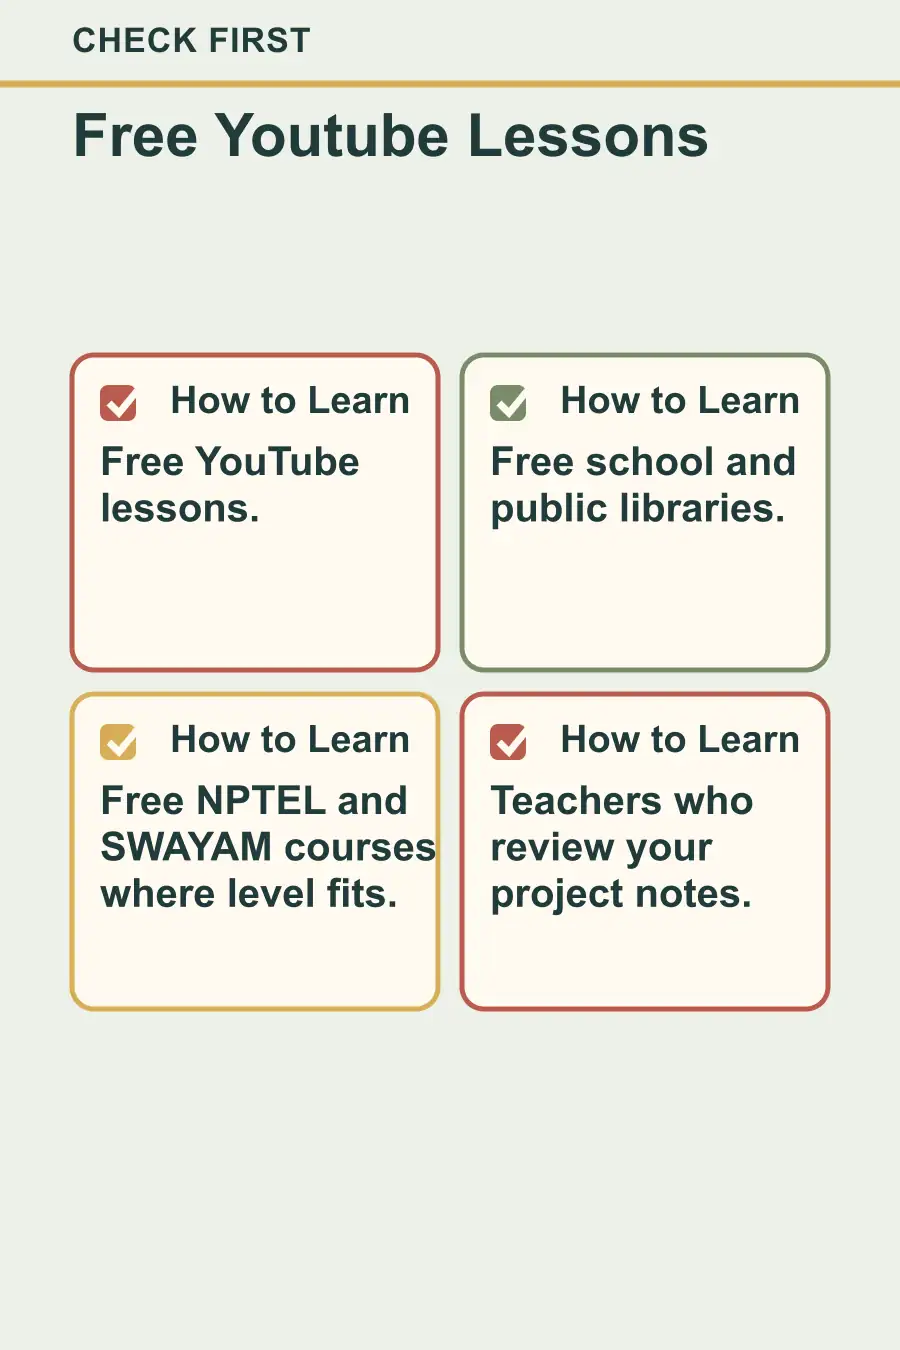 CHECK FIRST
Free Youtube Lessons
How to Learn
Free YouTube
lessons.
How to Learn
Free school and
public libraries.
How to Learn
Free NPTEL and
SWAYAM courses
where level fits.
How to Learn
Teachers who
review your
project notes.